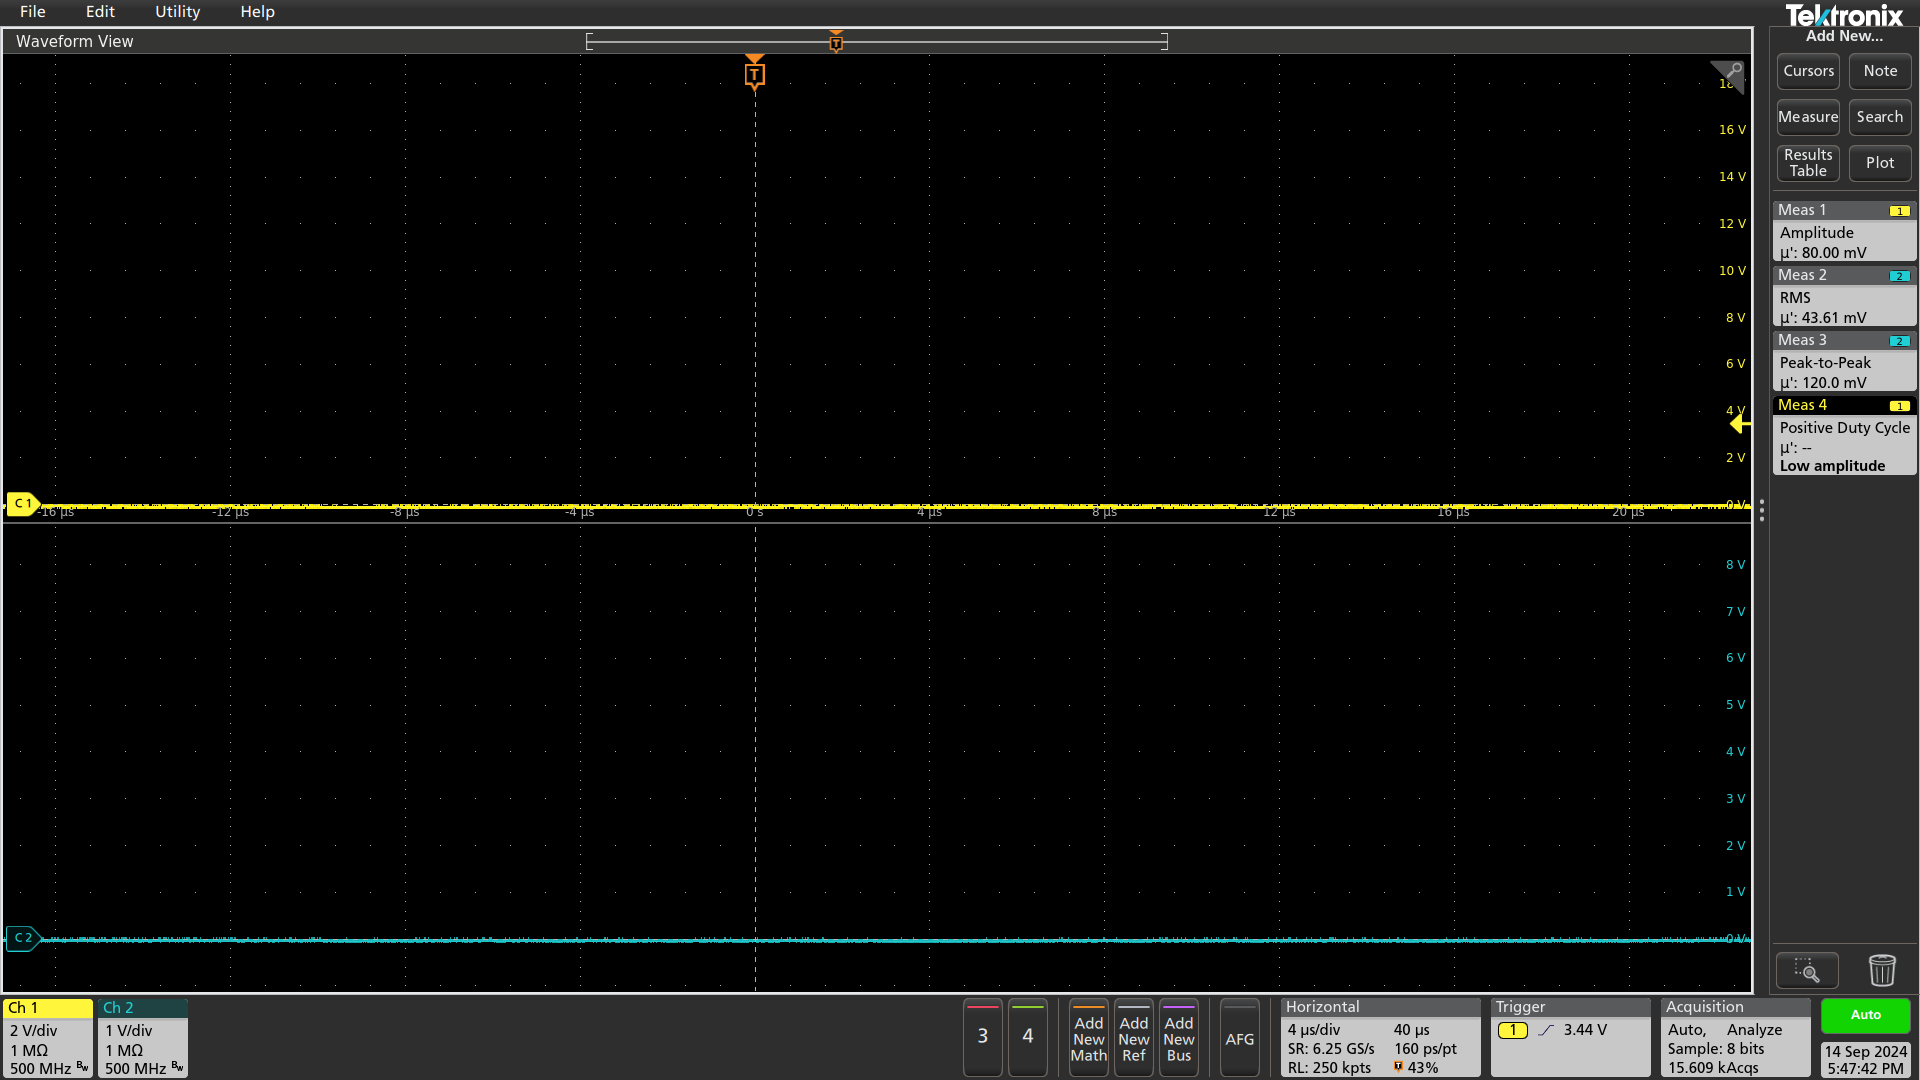 File Edit Utility Help
Tektronix
Waveform View
Add New...
T
T
Cursors Note
Measure Search
Results Table Plot
16 V
14 V
12 V
10 V
8 V
6 V
4 V
2 V
0 V
C 1
-16 µs -12 µs -8 µs -4 µs 0 s 4 µs 8 µs 12 µs 16 µs 20 µs
8 V
7 V
6 V
5 V
4 V
3 V
2 V
1 V
0 V
C 2
Meas 1 1
Amplitude
µ': 80.00 mV
Meas 2 2
RMS
µ': 43.61 mV
Meas 3 2
Peak-to-Peak
µ': 120.0 mV
Meas 4 1
Positive Duty Cycle
µ': --
Low amplitude
Ch 1
2 V/div
1 MΩ
500 MHz Bw
Ch 2
1 V/div
1 MΩ
500 MHz Bw
3
4
Add New Math
Add New Ref
Add New Bus
AFG
Horizontal
4 µs/div 40 µs
SR: 6.25 GS/s 160 ps/pt
RL: 250 kpts T 43%
Trigger
1 3.44 V
Acquisition
Auto, Analyze
Sample: 8 bits
15.609 kAcqs
Auto
14 Sep 2024
5:47:42 PM